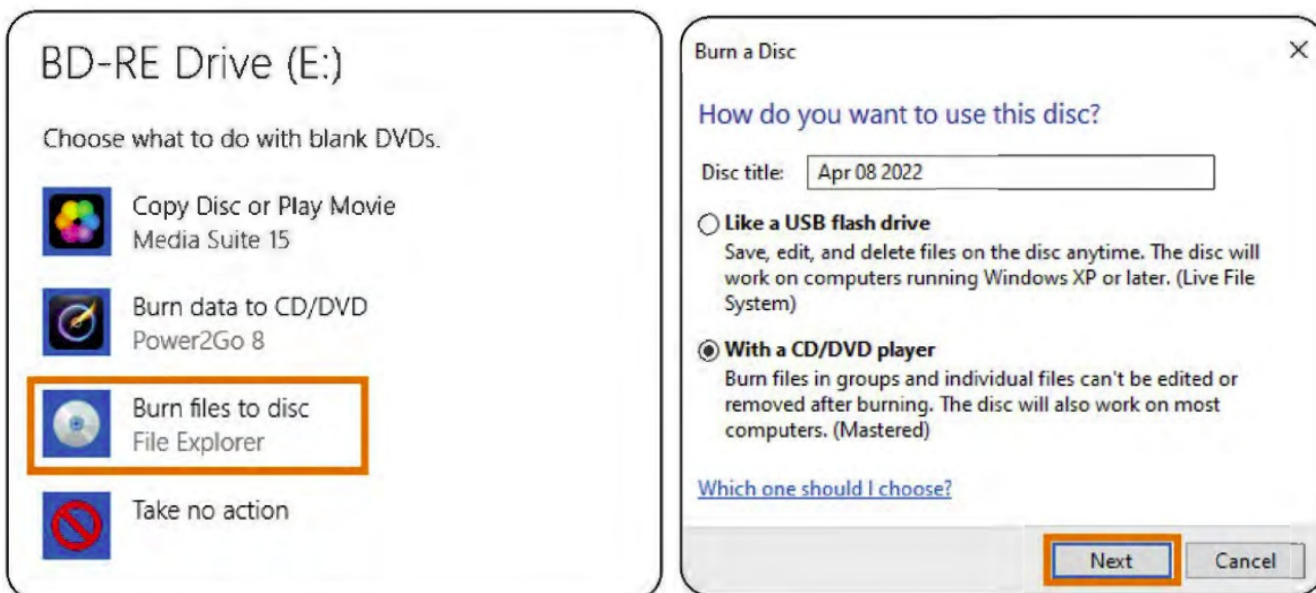 BD-RE Drive (E:)
Choose what to do with blank DVDs.
Copy Disc or Play Movie
Media Suite 15
Burn data to CD/DVD
Power2Go 8
Burn files to disc
File Explorer
Take no action
Burn a Disc
How do you want to use this disc?
Disc title: Apr 08 2022
Like a USB flash drive
Save, edit, and delete files on the disc anytime. The disc will
work on computers running Windows XP or later. (Live File
System)
With a CD/DVD player
Burn files in groups and individual files can't be edited or
removed after burning. The disc will also work on most
computers. (Mastered)
Which one should I choose?
Next Cancel